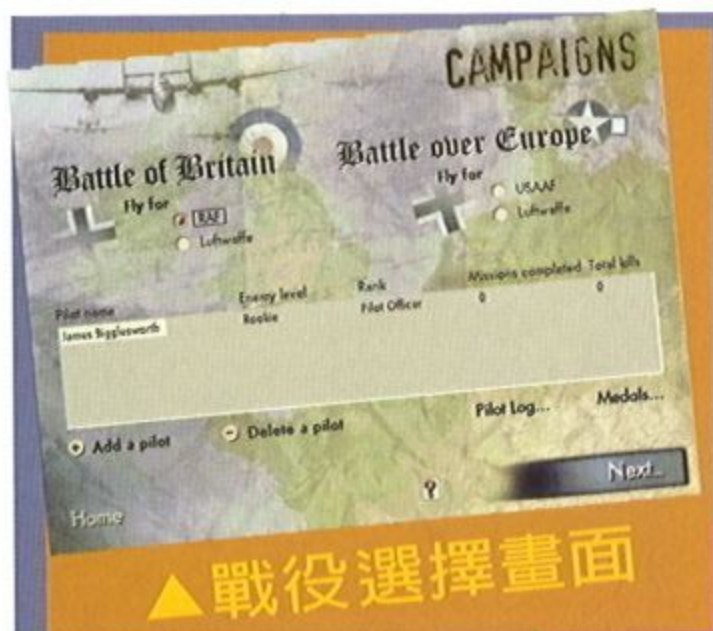 CAMPAIGNS
Battle of Britain
Fly for
RAF
Luftwaffe
Battle over Europe
Fly for
USAAF
Luftwaffe
Pilot name Enemy level Rank Missions completed Total kills
James Bigglesworth Rookie Pilot Officer 0 0
Add a pilot Delete a pilot Pilot Log... Medals...
?
Next...
Home
▲戰役選擇畫面